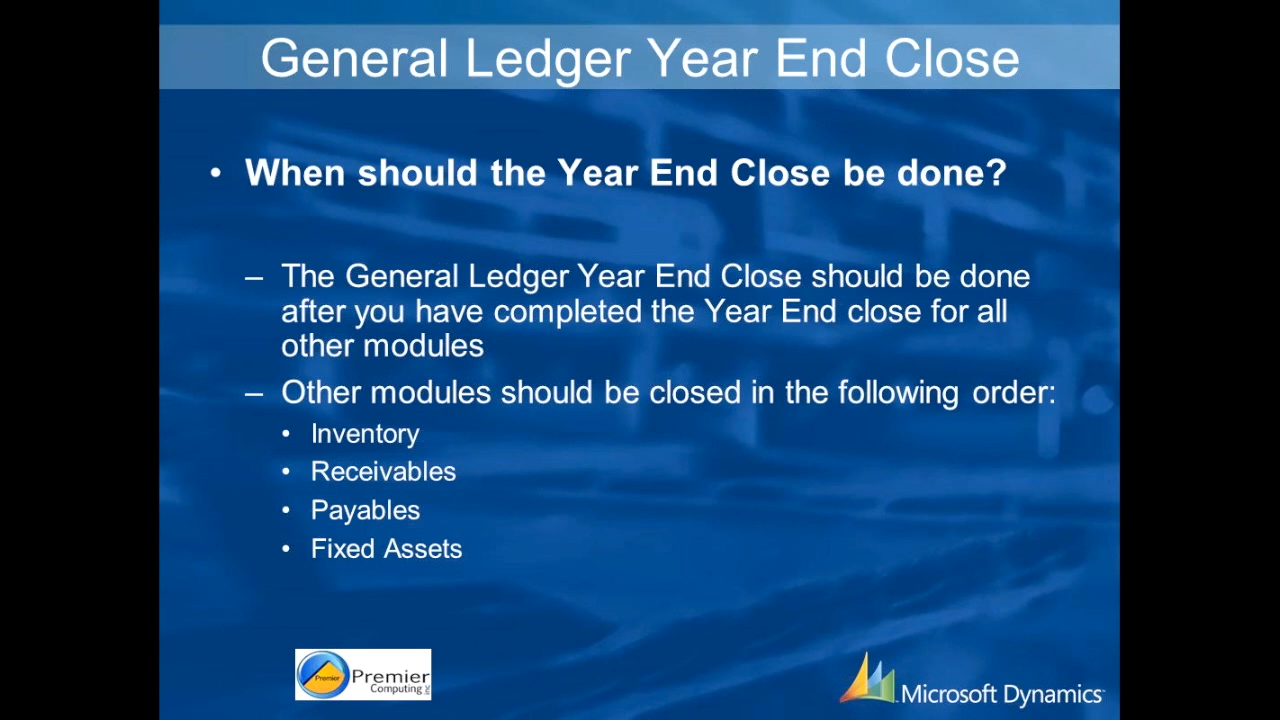 General Ledger Year End Close
• When should the Year End Close be done?
– The General Ledger Year End Close should be done
after you have completed the Year End close for all
other modules
– Other modules should be closed in the following order:
• Inventory
• Receivables
• Payables
• Fixed Assets
Premier
Premier
Computing inc
Microsoft Dynamics